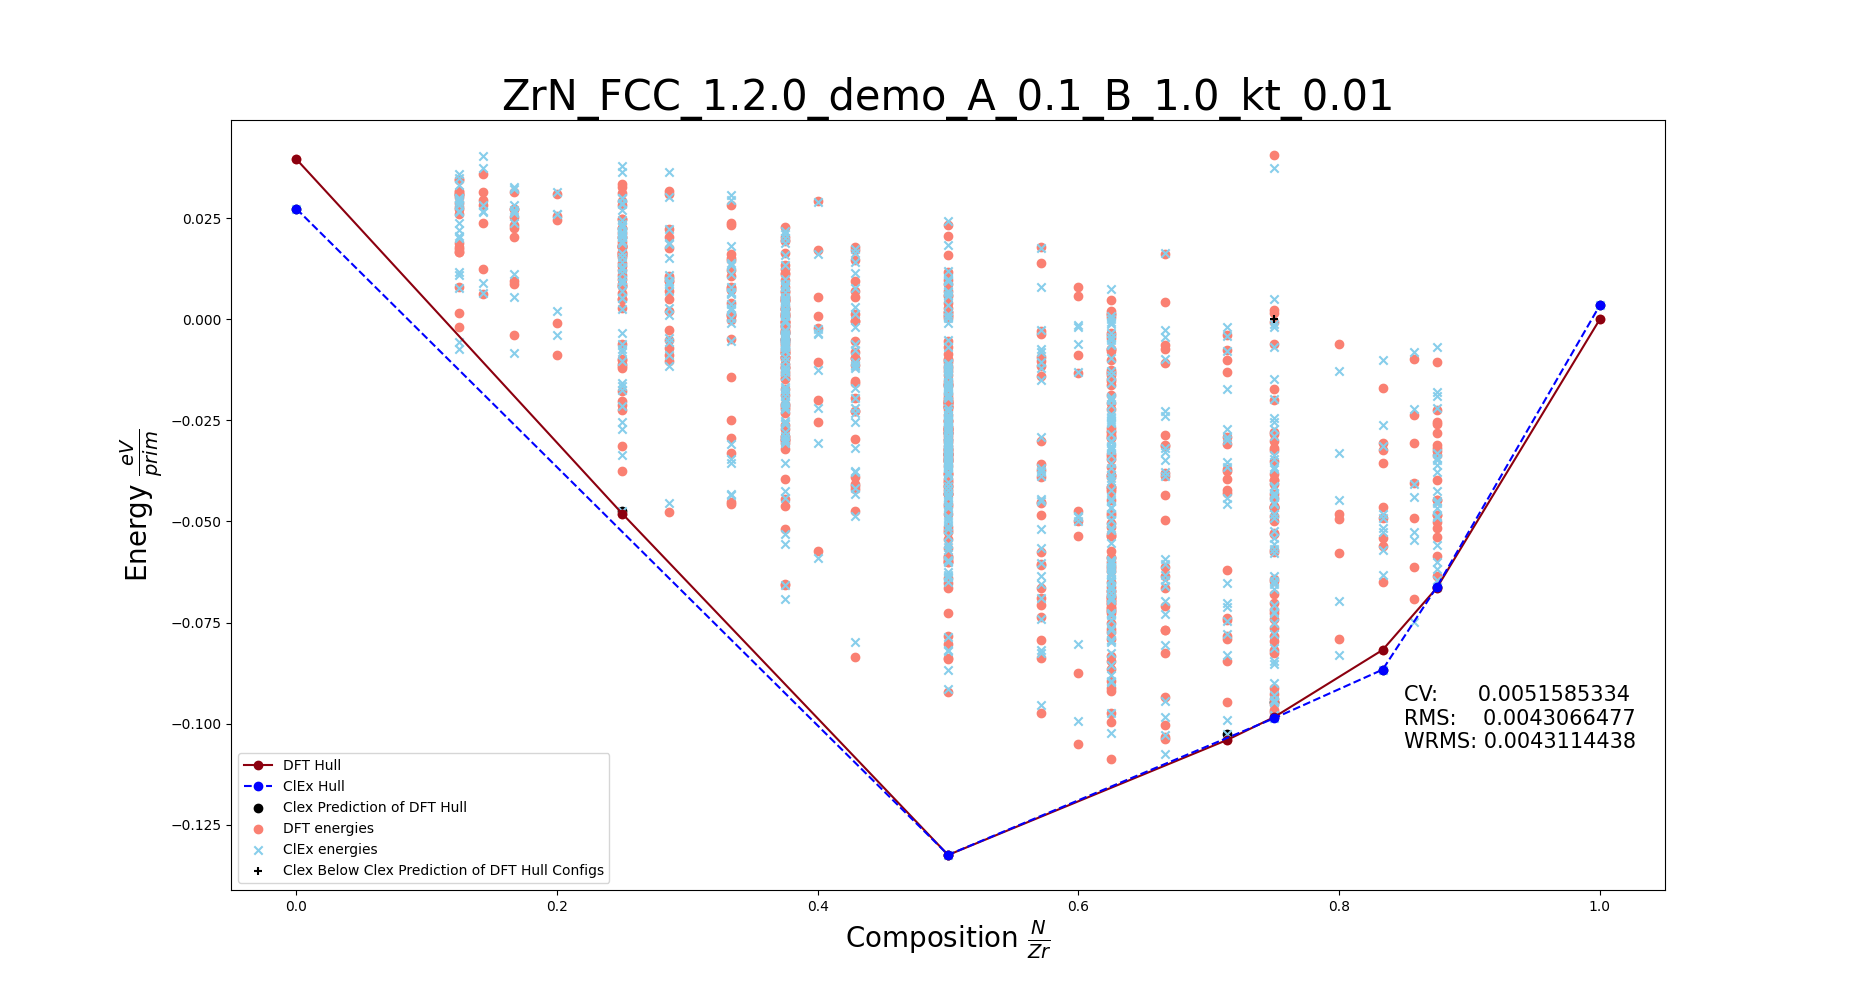 ZrN_FCC_1.2.0_demo_A_0.1_B_1.0_kt_0.01
Energy eV/prim
0.025
0.000
−0.025
−0.050
−0.075
−0.100
−0.125
CV: 0.0051585334
RMS: 0.0043066477
WRMS: 0.0043114438
DFT Hull
ClEx Hull
Clex Prediction of DFT Hull
DFT energies
ClEx energies
Clex Below Clex Prediction of DFT Hull Configs
0.0 0.2 0.4 0.6 0.8 1.0
Composition N/Zr